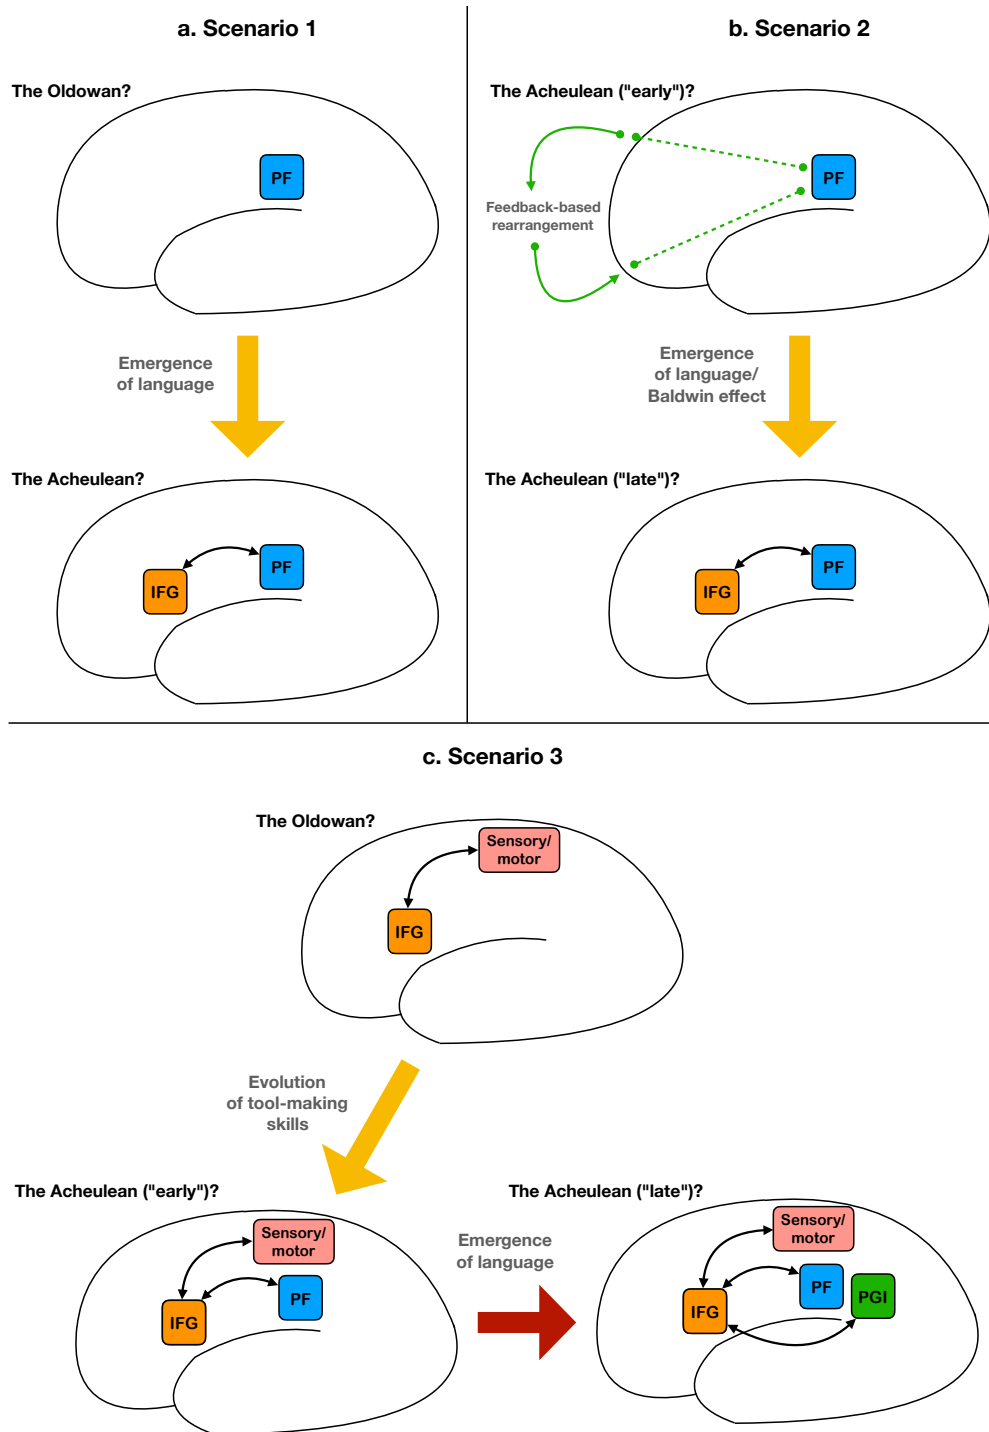 a. Scenario 1
The Oldowan?
PF
Emergence
of language
The Acheulean?
IFG
PF
b. Scenario 2
The Acheulean ("early")?
PF
Feedback-based
rearrangement
Emergence
of language/
Baldwin effect
The Acheulean ("late")?
IFG
PF
c. Scenario 3
The Oldowan?
Sensory/
motor
IFG
Evolution
of tool-making
skills
The Acheulean ("early")?
Sensory/
motor
PF
IFG
Emergence
of language
The Acheulean ("late")?
Sensory/
motor
PF
PGI
IFG